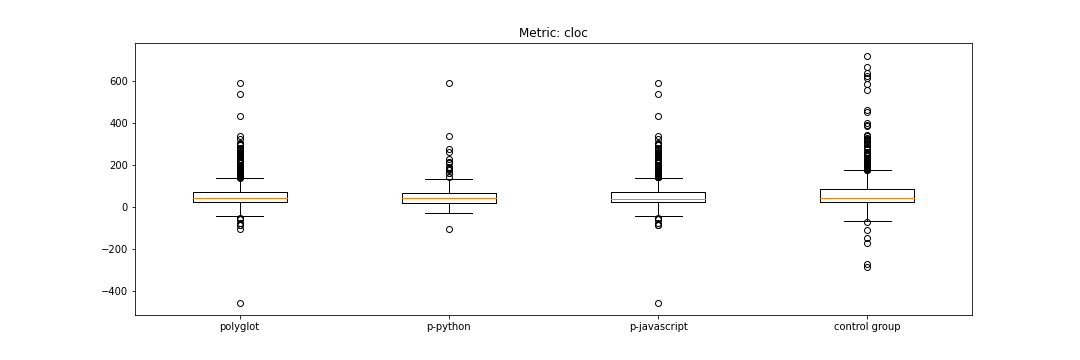 Metric: cloc
600
400
200
0
−200
−400
polyglot
p-python
p-javascript
control group